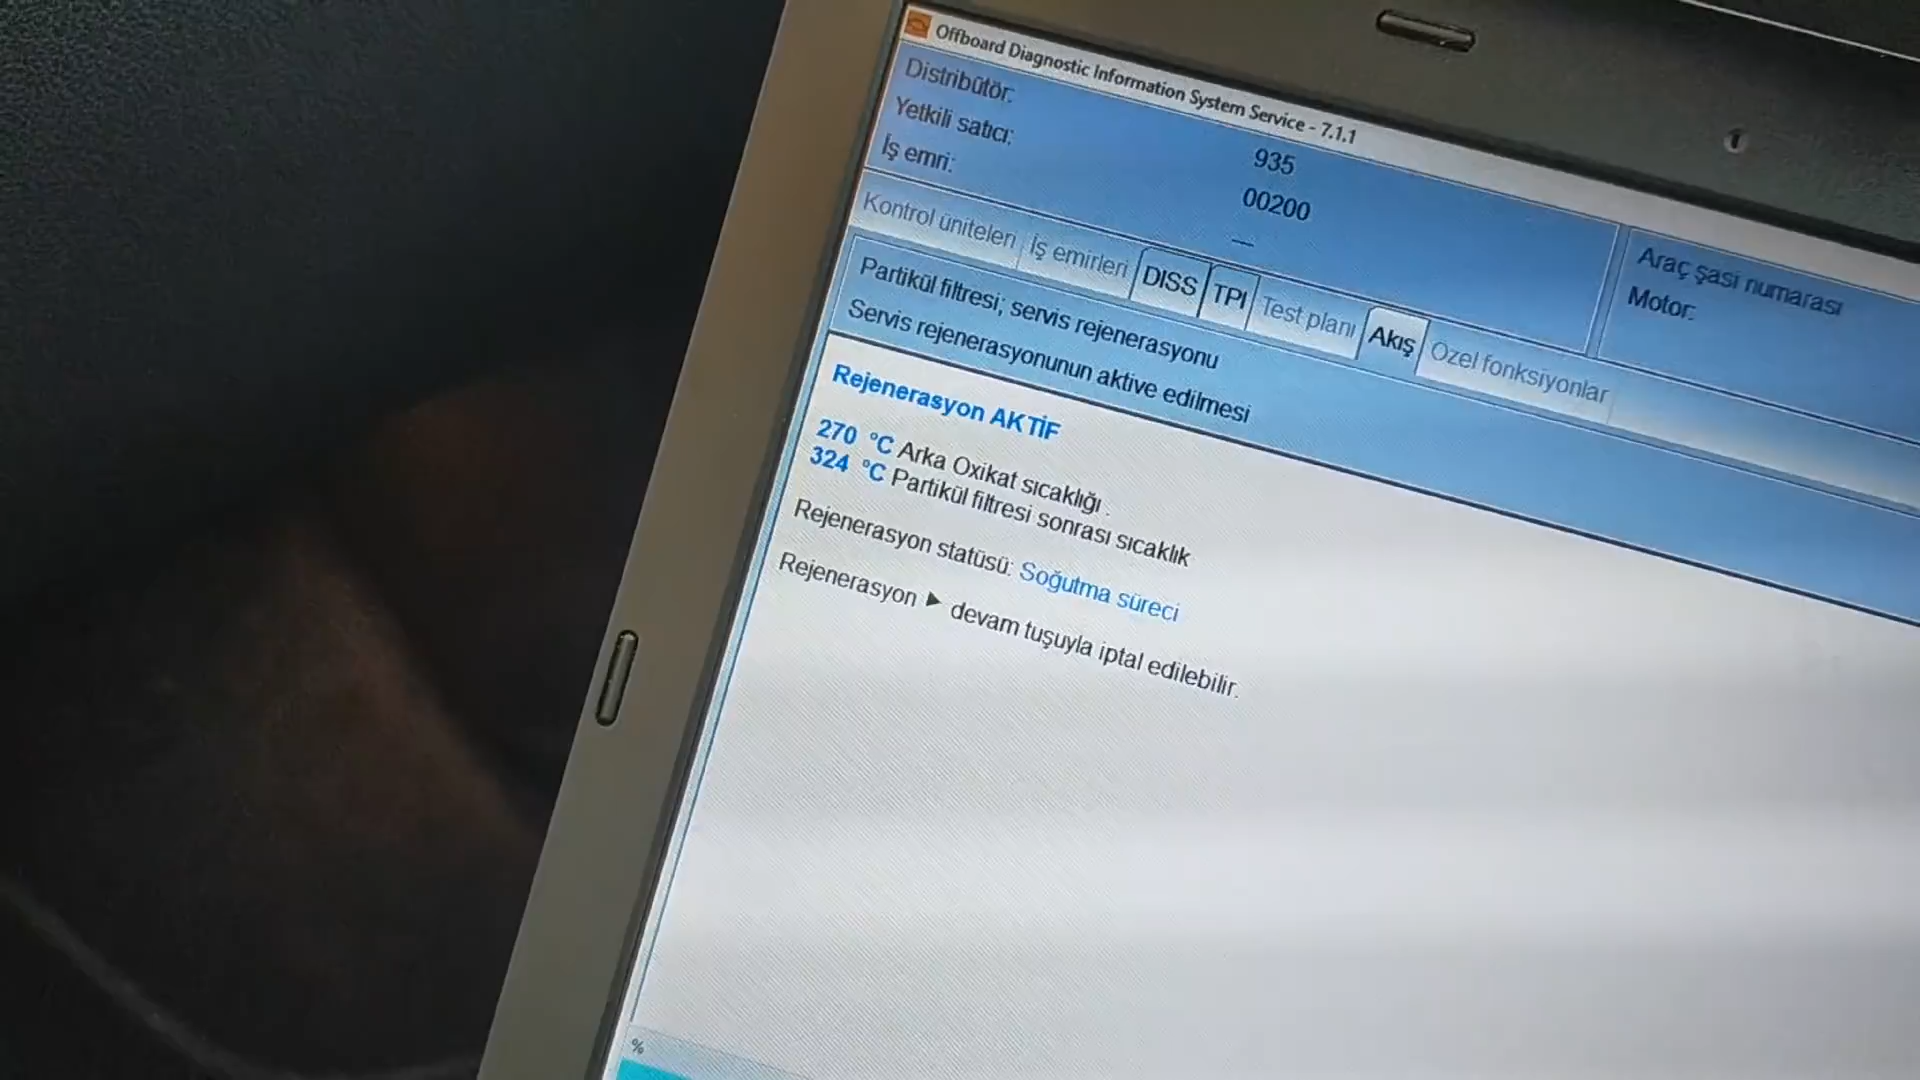 Offboard Diagnostic Information System Service - 7.1.1
Distribütör: 935
Yetkili satıcı: 00200
İş emri: __
Araç şasi numarası
Motor:
Kontrol üniteleri İş emirleri DISS TPI Test planı Akış Özel fonksiyonlar
Partikül filtresi; servis rejenerasyonu
Servis rejenerasyonunun aktive edilmesi
Rejenerasyon AKTİF
270 °C Arka Oxikat sıcaklığı .
324 °C Partikül filtresi sonrası sıcaklık
Rejenerasyon statüsü: Soğutma süreci
Rejenerasyon ► devam tuşuyla iptal edilebilir.
%